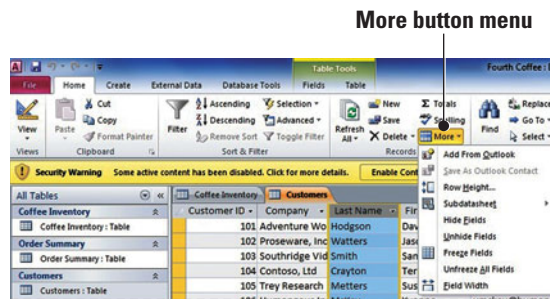 More button menu
Table Tools
Fourth Coffee : D
File Home Create External Data Database Tools Fields Table
View
Paste
Cut
Copy
Format Painter
Filter
Ascending
Descending
Remove Sort
Selection
Advanced
Toggle Filter
Refresh All
New
Save
Delete
Totals
Spelling
More
Find
Replace
Go To
Select
Views Clipboard Sort & Filter Records
Security Warning Some active content has been disabled. Click for more details. Enable Cont
All Tables
Coffee Inventory
Coffee Inventory : Table
Order Summary
Order Summary : Table
Customers
Customers : Table
Coffee Inventory Customers
Customer ID Company Last Name Fir
101 Adventure Wo Hodgson Dav
102 Proseware, Inc Watters Jaso
103 Southridge Vid Smith San
104 Contoso, Ltd Crayton Ter
105 Trey Research Metters Sus
Add From Outlook
Save As Outlook Contact
Row Height...
Subdatasheet
Hide Fields
Unhide Fields
Freeze Fields
Unfreeze All Fields
Field Width